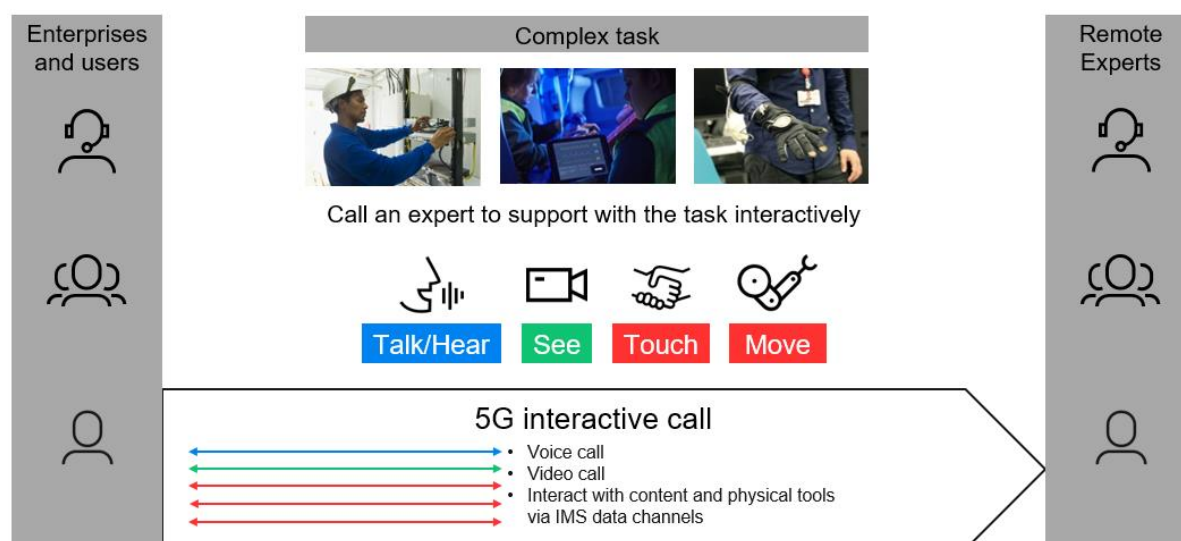 Enterprises
and users
Complex task
Remote
Experts
Call an expert to support with the task interactively
Talk/Hear
See
Touch
Move
5G interactive call
• Voice call
• Video call
• Interact with content and physical tools
via IMS data channels